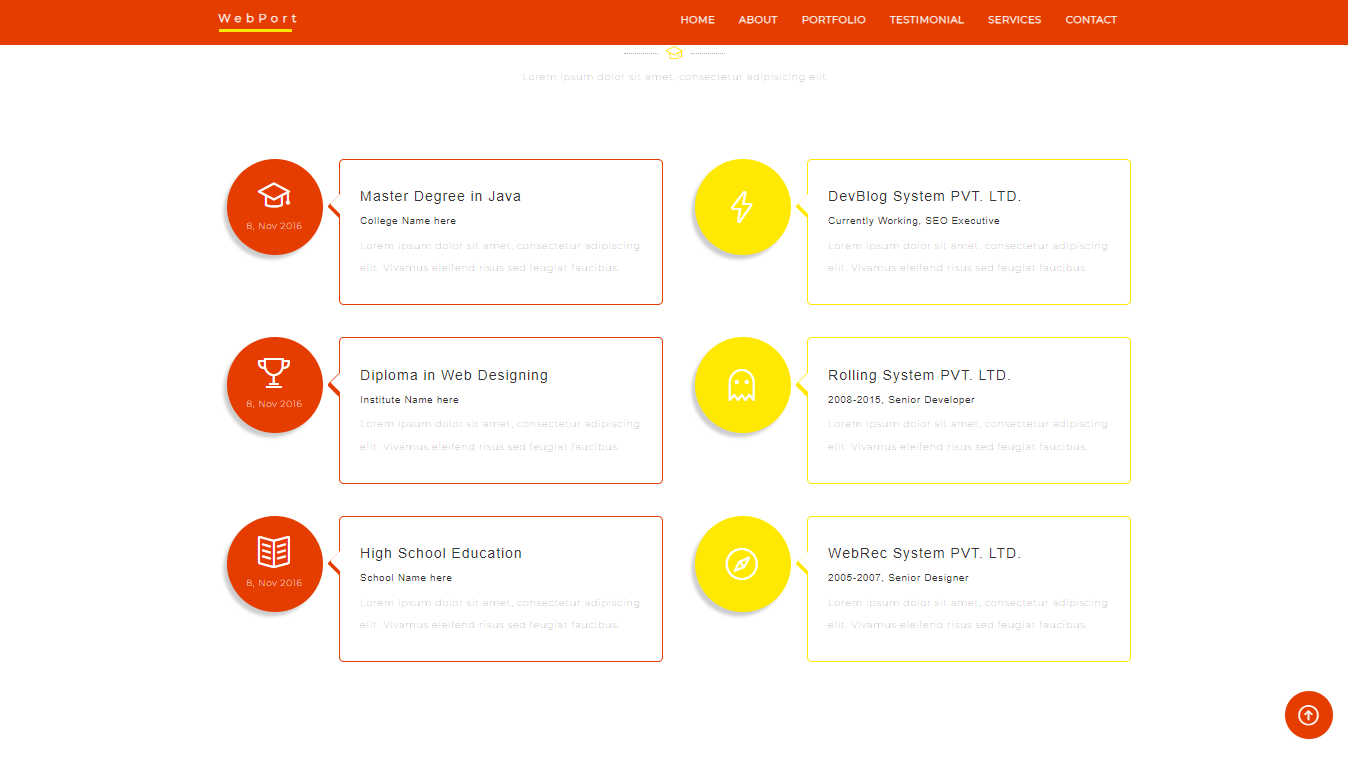 WebPort
HOME ABOUT PORTFOLIO TESTIMONIAL SERVICES CONTACT
Lorem ipsum dolor sit amet, consectetur adipisicing elit
8, Nov 2016
Master Degree in Java
College Name here
Lorem ipsum dolor sit amet, consectetur adipiscing
elit. Vivamus eleifend risus sed feugiat faucibus.
DevBlog System PVT. LTD.
Currently Working, SEO Executive
Lorem ipsum dolor sit amet, consectetur adipiscing
elit. Vivamus eleifend risus sed feugiat faucibus.
8, Nov 2016
Diploma in Web Designing
Institute Name here
Lorem ipsum dolor sit amet, consectetur adipiscing
elit. Vivamus eleifend risus sed feugiat faucibus.
Rolling System PVT. LTD.
2008-2015, Senior Developer
Lorem ipsum dolor sit amet, consectetur adipiscing
elit. Vivamus eleifend risus sed feugiat faucibus.
8, Nov 2016
High School Education
School Name here
Lorem ipsum dolor sit amet, consectetur adipiscing
elit. Vivamus eleifend risus sed feugiat faucibus.
WebRec System PVT. LTD.
2005-2007, Senior Designer
Lorem ipsum dolor sit amet, consectetur adipiscing
elit. Vivamus eleifend risus sed feugiat faucibus.